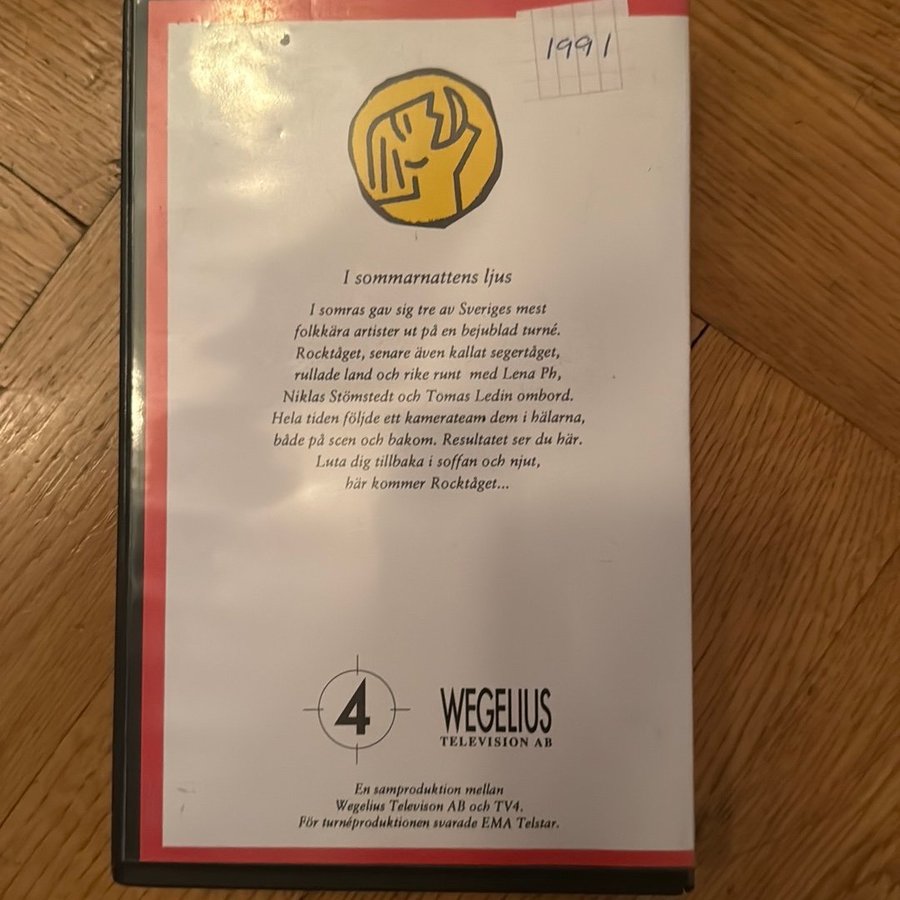 1991
I sommarnattens ljus
I somras gav sig tre av Sveriges mest
folkkära artister ut på en bejublad turné.
Rocktåget, senare även kallat segertåget,
rullade land och rike runt med Lena Ph,
Niklas Stömstedt och Tomas Ledin ombord.
Hela tiden följde ett kamerateam dem i hälarna,
både på scen och bakom. Resultatet ser du här.
Luta dig tillbaka i soffan och njut,
här kommer Rocktåget...
4
WEGELIUS
TELEVISION AB
En samproduktion mellan
Wegelius Televison AB och TV4.
För turnéproduktionen svarade EMA Telstar.